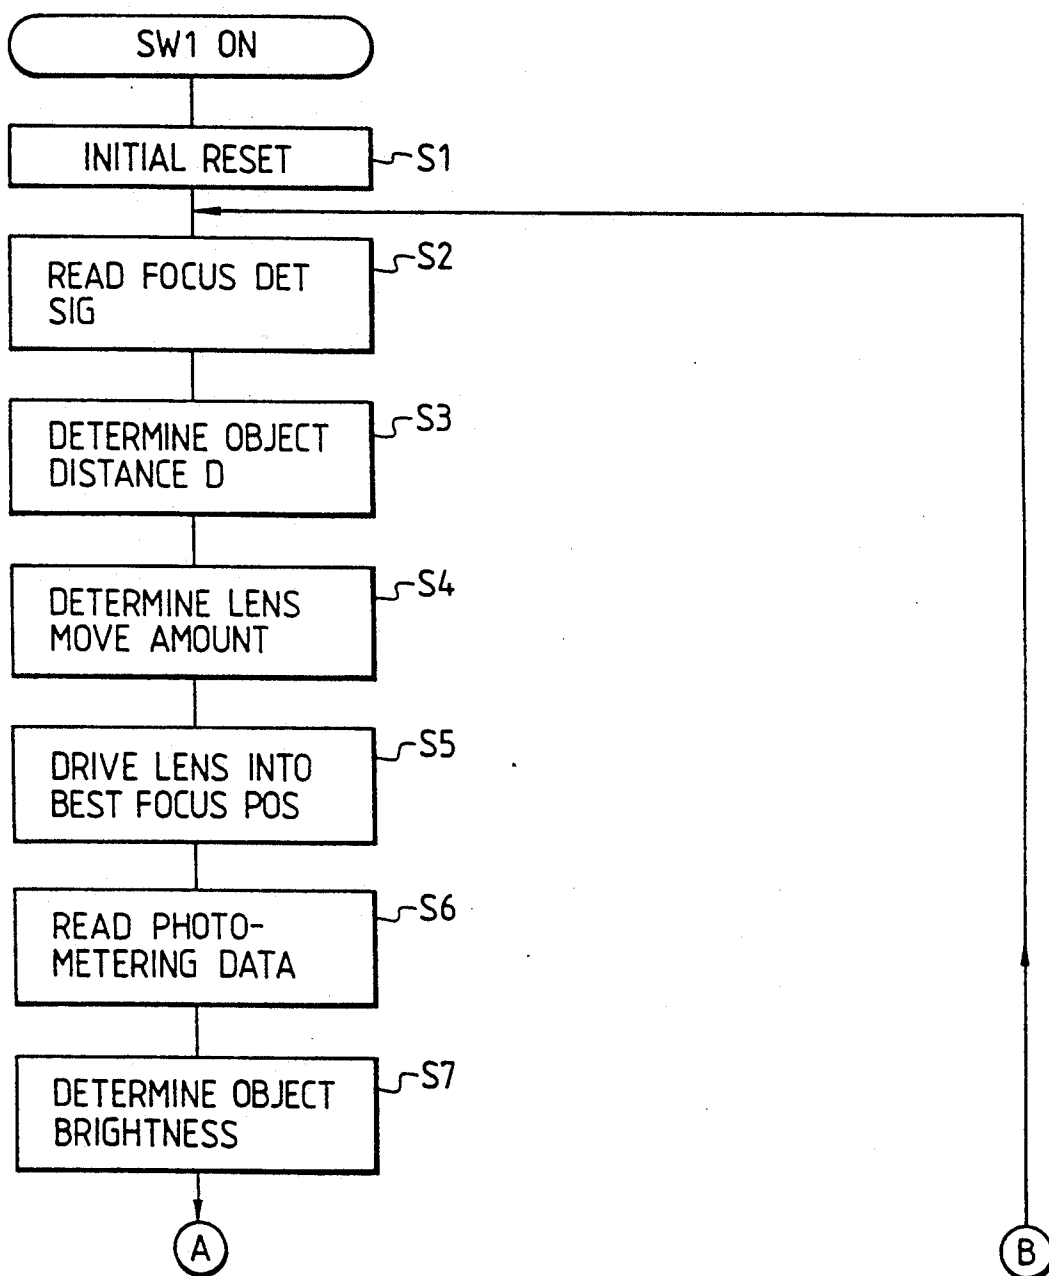 SW1 ON
INITIAL RESET
S1
READ FOCUS DET
SIG
S2
DETERMINE OBJECT
DISTANCE D
S3
DETERMINE LENS
MOVE AMOUNT
S4
DRIVE LENS INTO
BEST FOCUS POS
S5
READ PHOTO-
METERING DATA
S6
DETERMINE OBJECT
BRIGHTNESS
S7
A
B